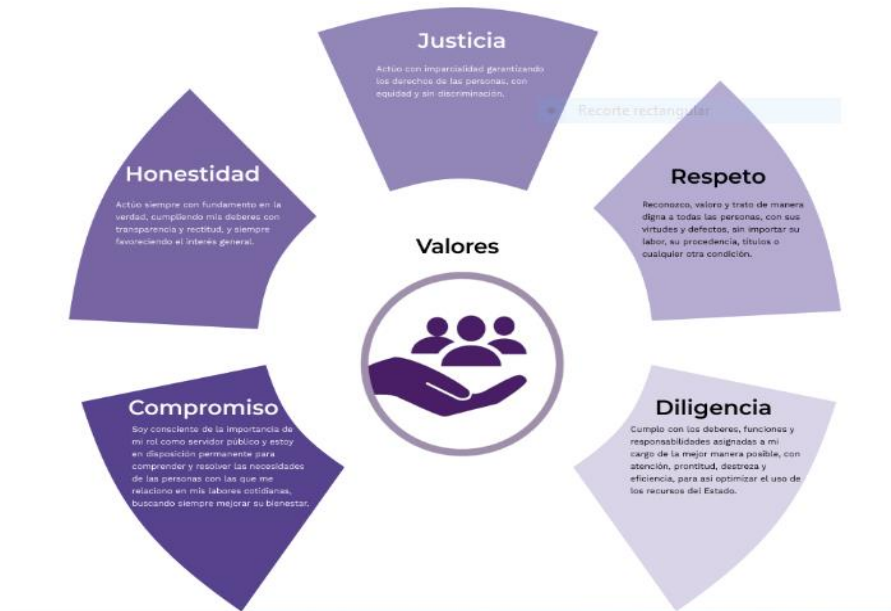 Justicia
Actúo con imparcialidad garantizando
los derechos de las personas, con
equidad y sin discriminación.
Recorte rectangular
Honestidad
Actúo siempre con fundamento en la
verdad, cumpliendo mis deberes con
transparencia y rectitud, y siempre
favoreciendo el interés general.
Respeto
Reconozco, valoro y trato de manera
digna a todas las personas, con sus
virtudes y defectos, sin importar su
labor, su procedencia, títulos o
cualquier otra condición.
Valores
Compromiso
Soy consciente de la importancia de
mi rol como servidor público y estoy
en disposición permanente para
comprender y resolver las necesidades
de las personas con las que me
relaciono en mis labores cotidianas,
buscando siempre mejorar su bienestar.
Diligencia
Cumplo con los deberes, funciones y
responsabilidades asignadas a mi
cargo de la mejor manera posible, con
atención, prontitud, destreza y
eficiencia, para así optimizar el uso de
los recursos del Estado.